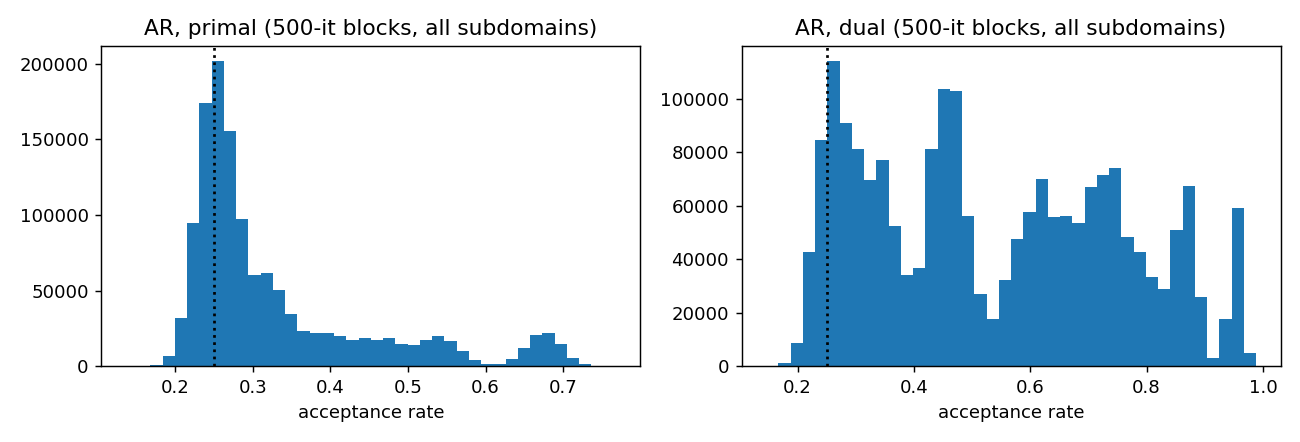 AR, primal (500-it blocks, all subdomains)
200000
150000
100000
50000
0
0.2 0.3 0.4 0.5 0.6 0.7
acceptance rate
AR, dual (500-it blocks, all subdomains)
100000
80000
60000
40000
20000
0
0.2 0.4 0.6 0.8 1.0
acceptance rate